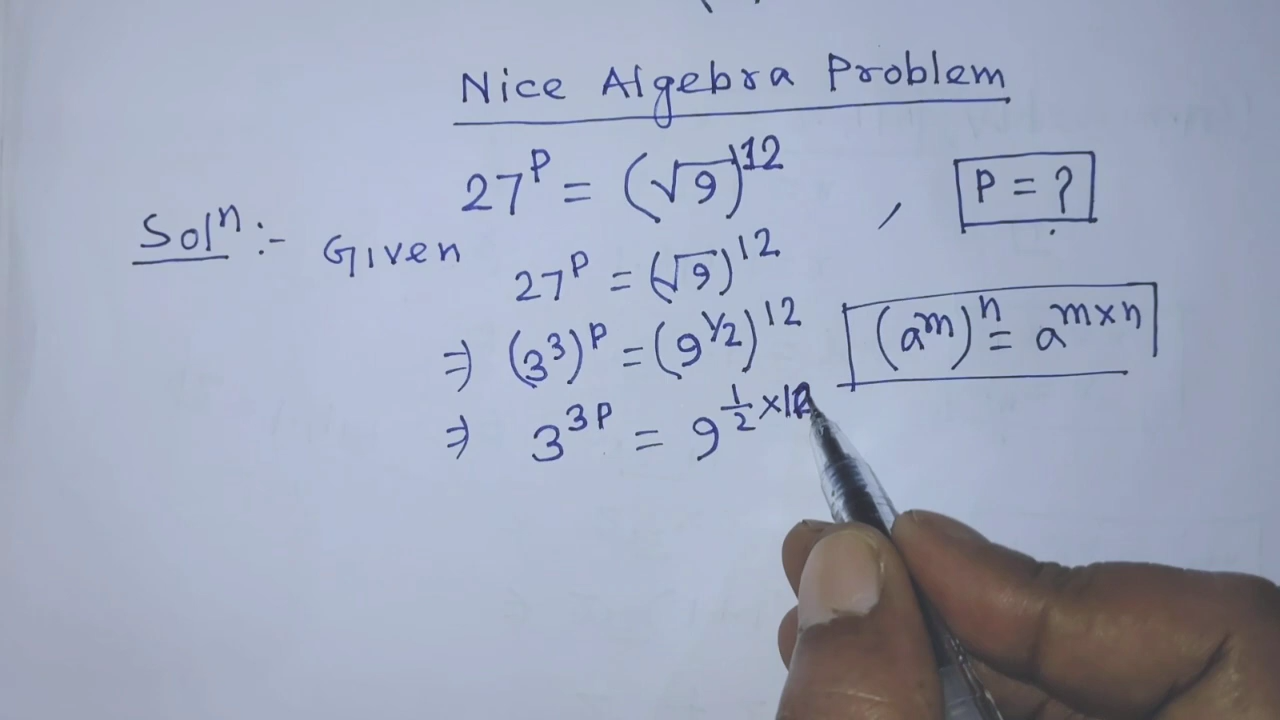 Nice Algebra Problem
27^P = (√9)^12 , P = ?
Solⁿ :- Given
27^P = (√9)^12
⇒ (3^3)^P = (9^1/2)^12 (a^m)^n = a^m×n
⇒ 3^3P = 9^1/2 ×12